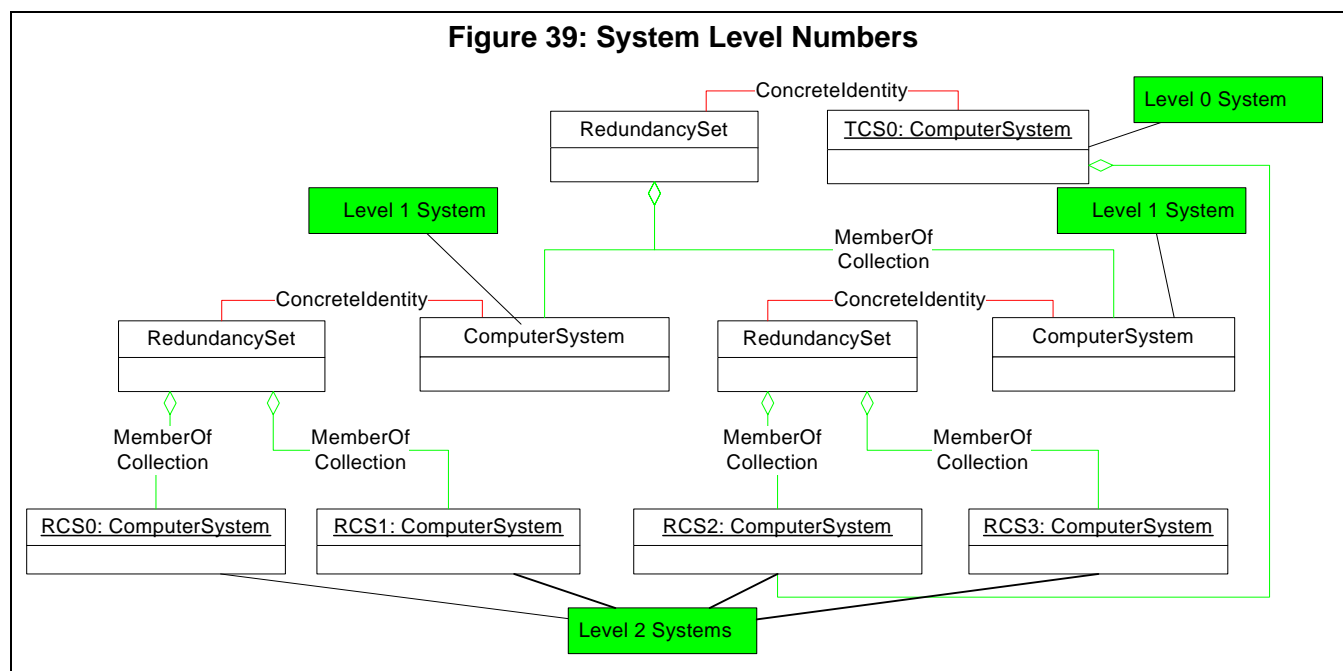 Figure 39: System Level Numbers
ConcreteIdentity
Level 0 System
RedundancySet
TCS0: ComputerSystem
Level 1 System
Level 1 System
MemberOf
Collection
ConcreteIdentity
ConcreteIdentity
RedundancySet
ComputerSystem
RedundancySet
ComputerSystem
MemberOf
Collection
MemberOf
Collection
MemberOf
Collection
MemberOf
Collection
RCS0: ComputerSystem
RCS1: ComputerSystem
RCS2: ComputerSystem
RCS3: ComputerSystem
Level 2 Systems